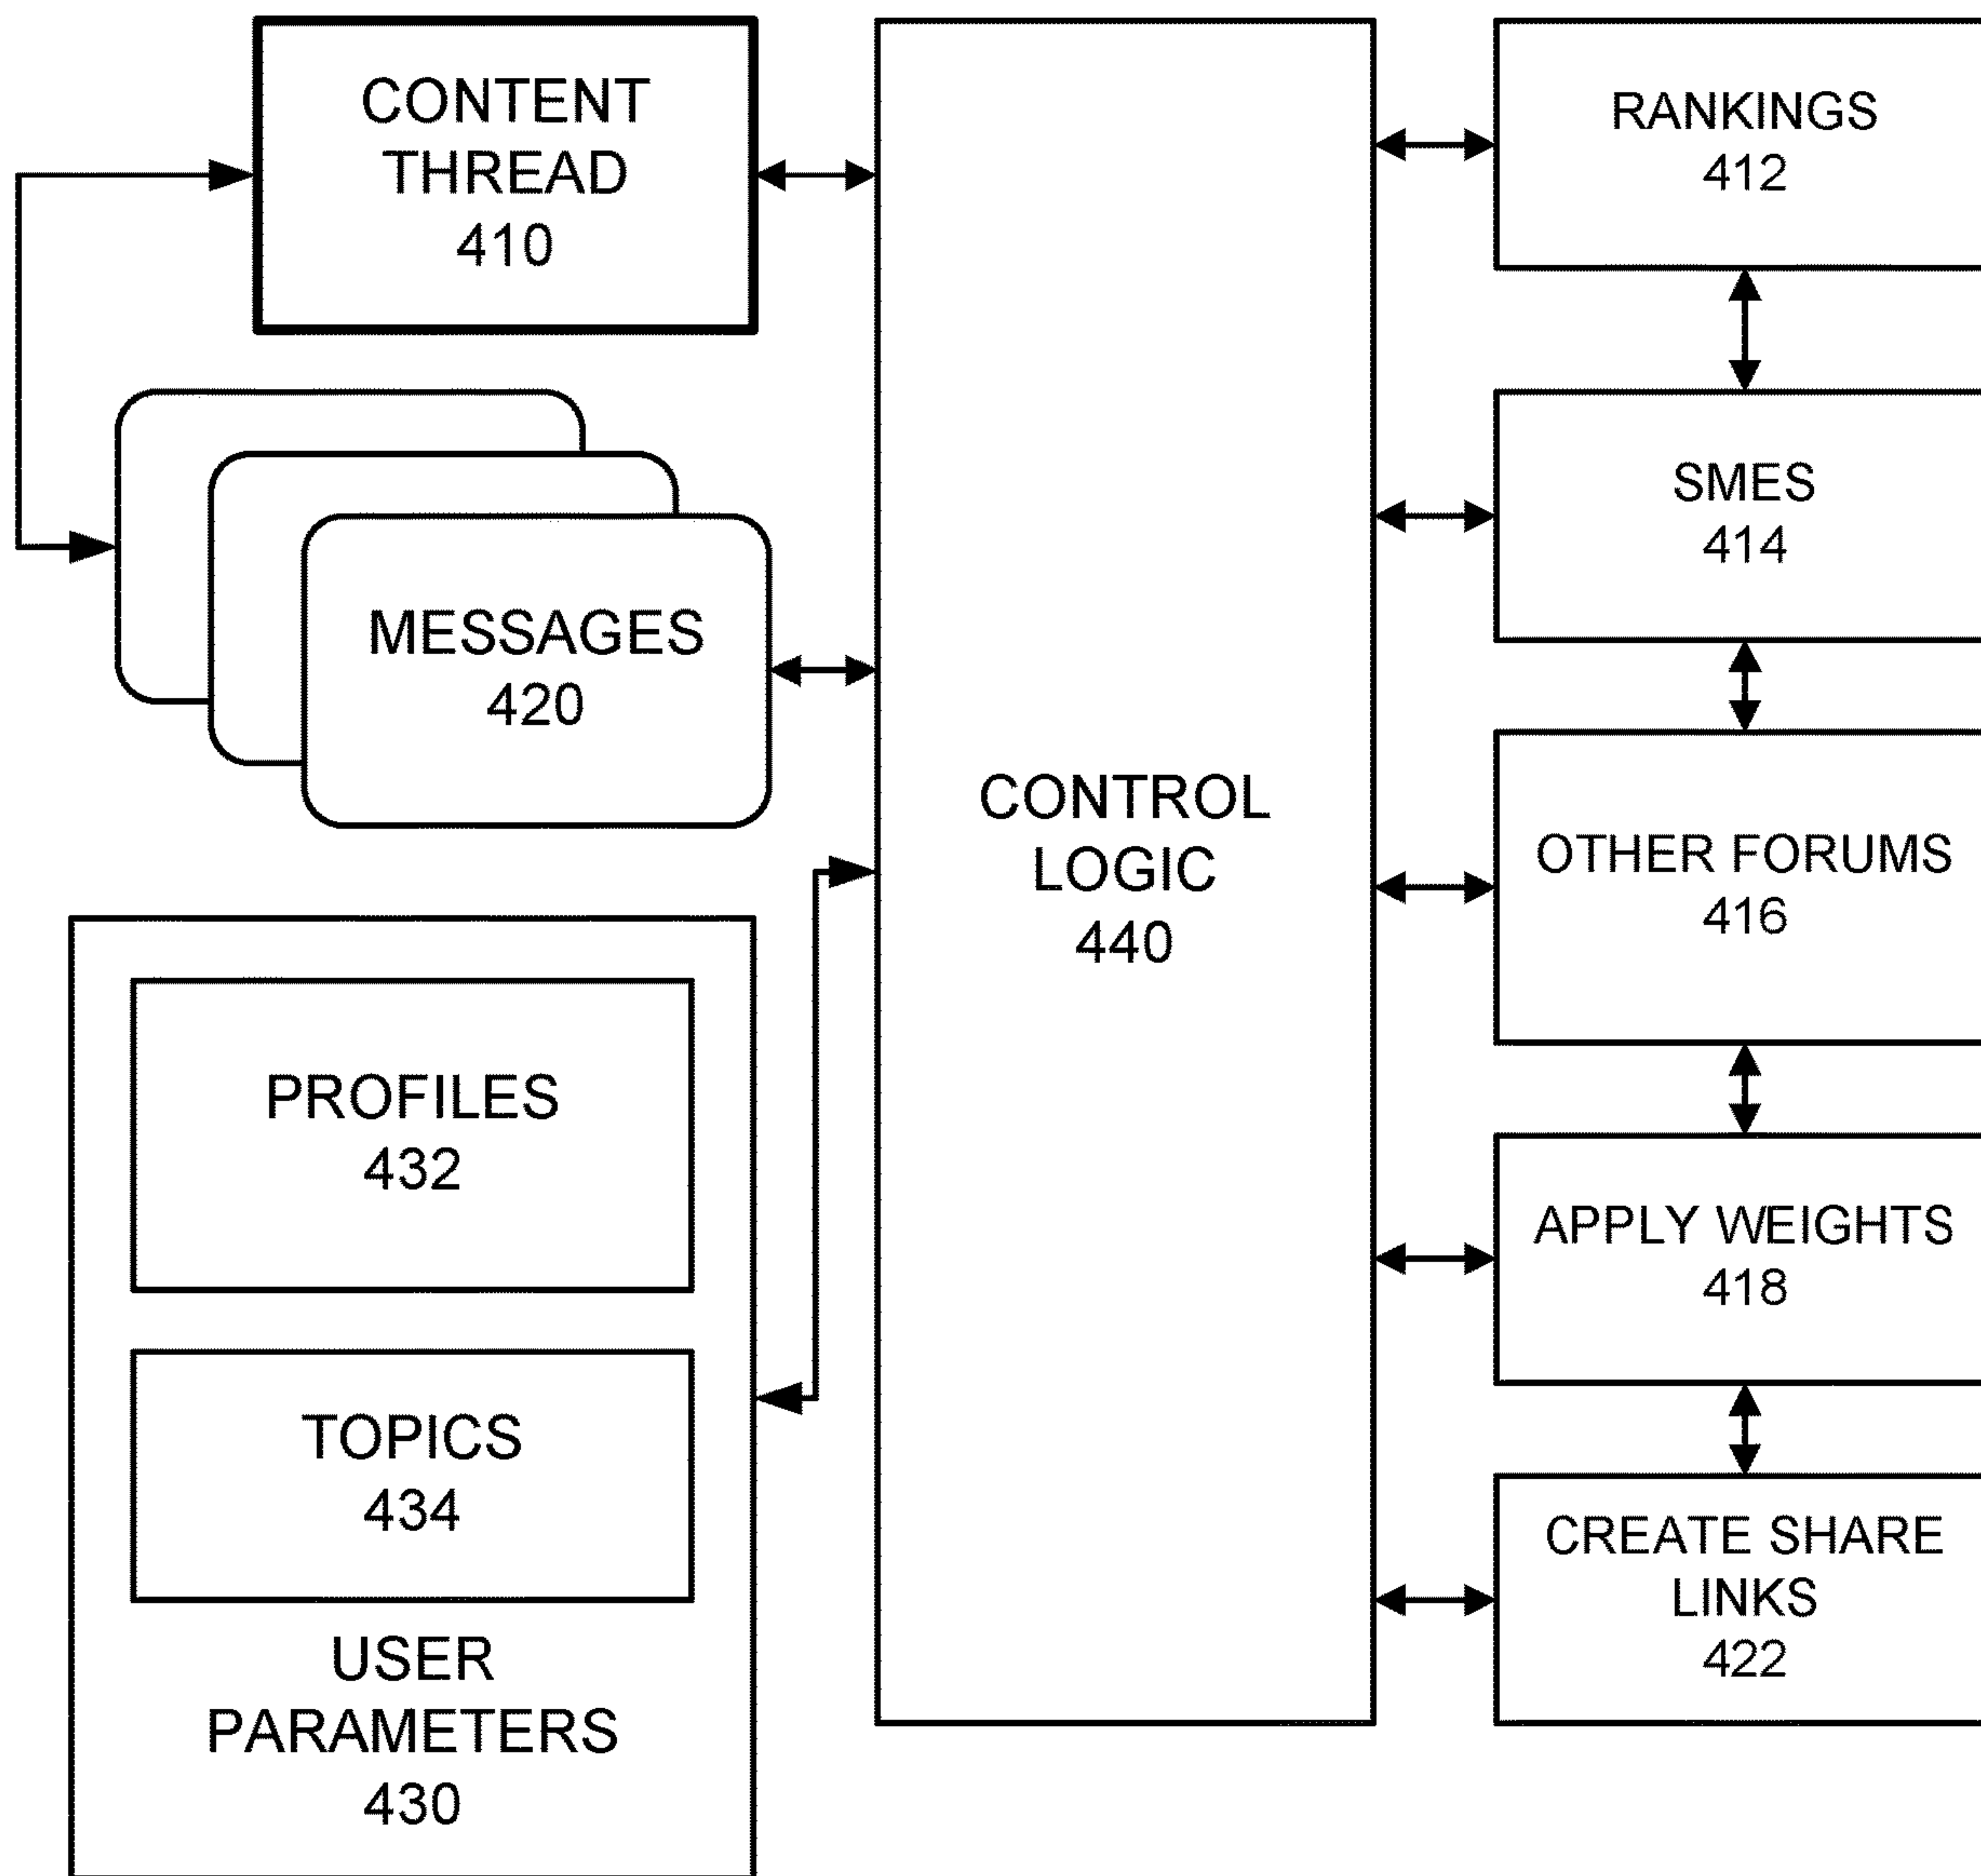 CONTENT
THREAD
410
MESSAGES
420
PROFILES
432
TOPICS
434
USER
PARAMETERS
430
CONTROL
LOGIC
440
RANKINGS
412
SMES
414
OTHER FORUMS
416
APPLY WEIGHTS
418
CREATE SHARE
LINKS
422